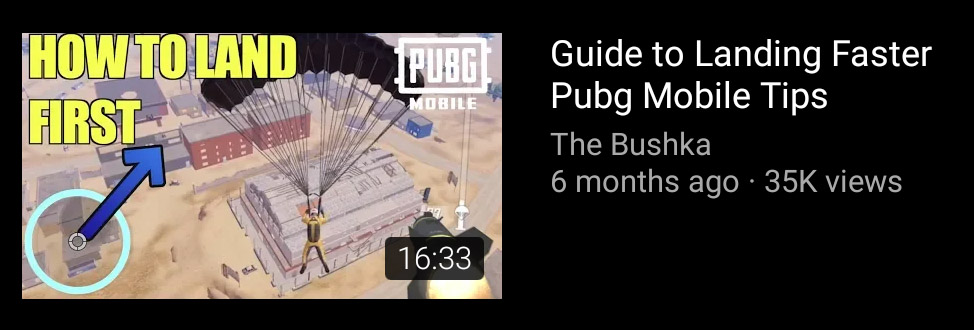 HOW TO LAND
FIRST
PUBG
MOBILE
16:33
Guide to Landing Faster
Pubg Mobile Tips
The Bushka
6 months ago · 35K views